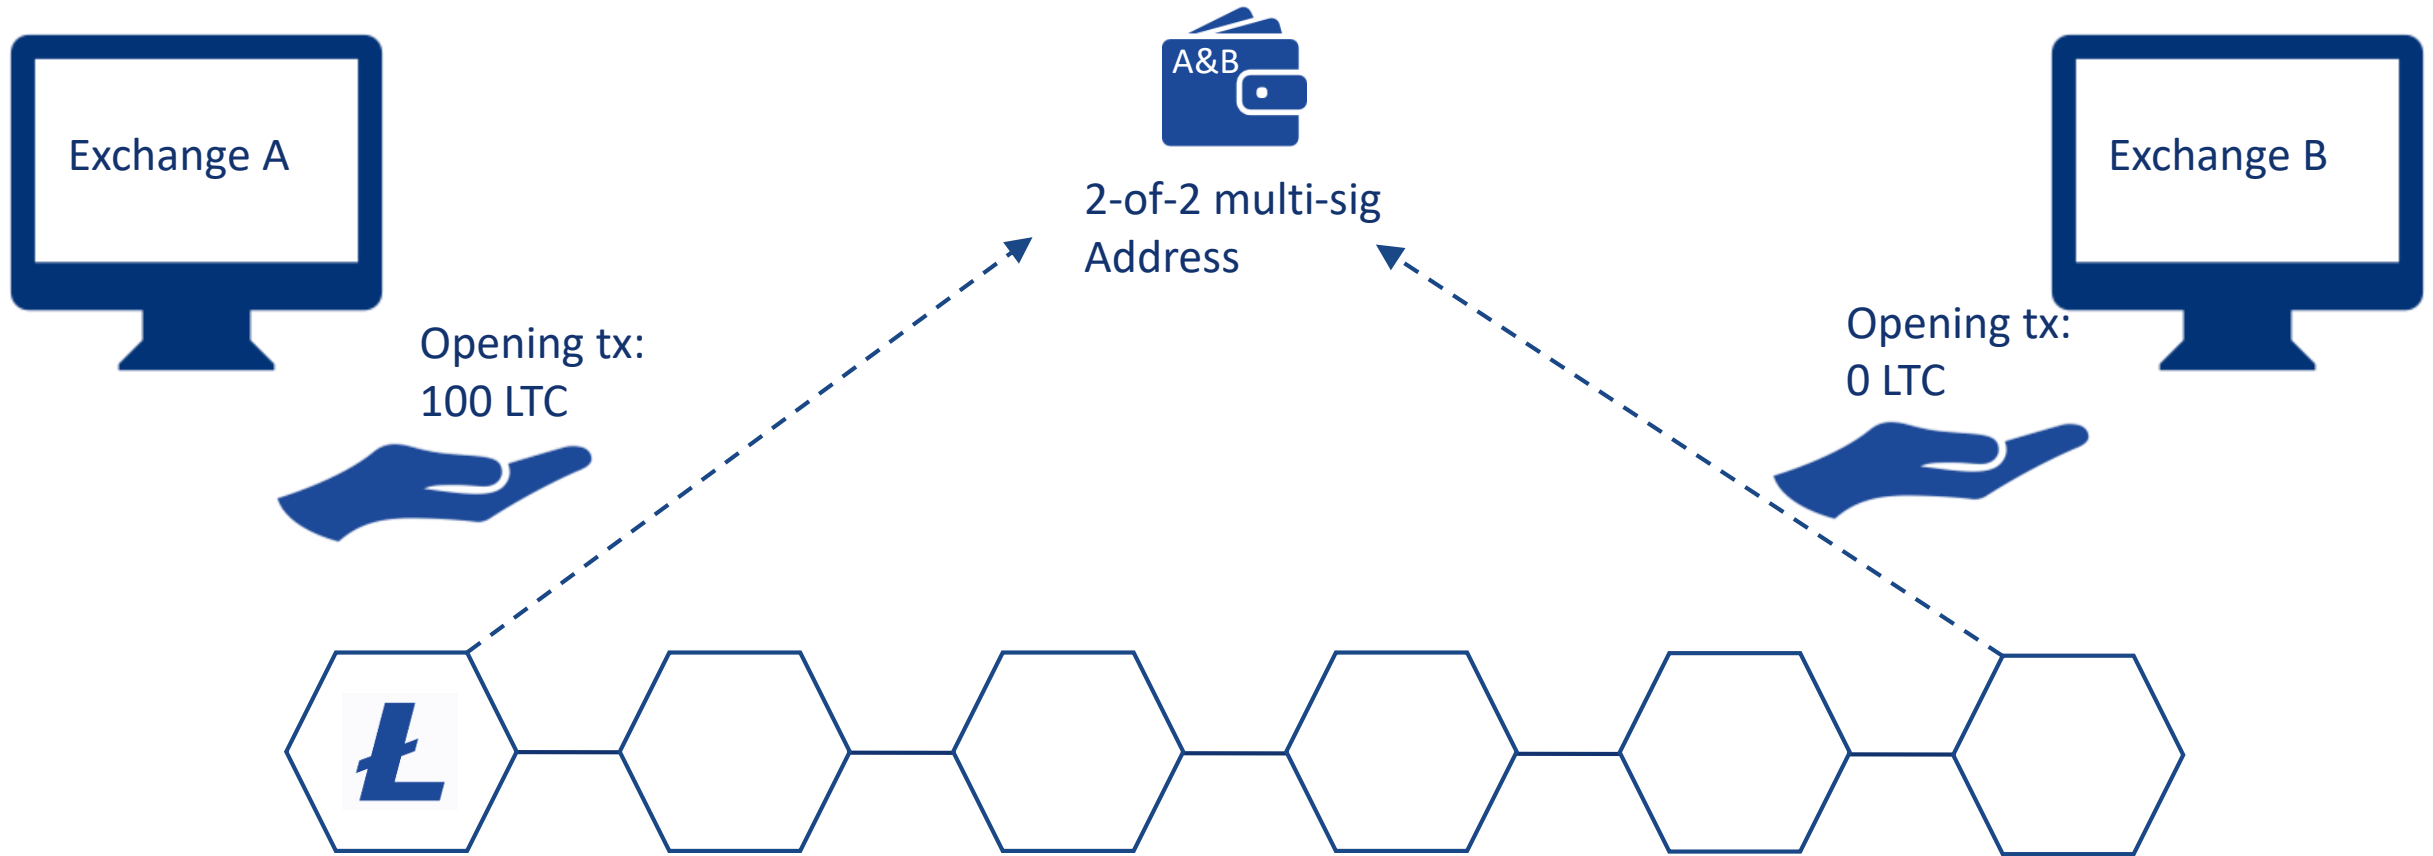 A&B
Exchange A
Exchange B
2-of-2 multi-sig
Address
Opening tx:
100 LTC
Opening tx:
0 LTC
Ł